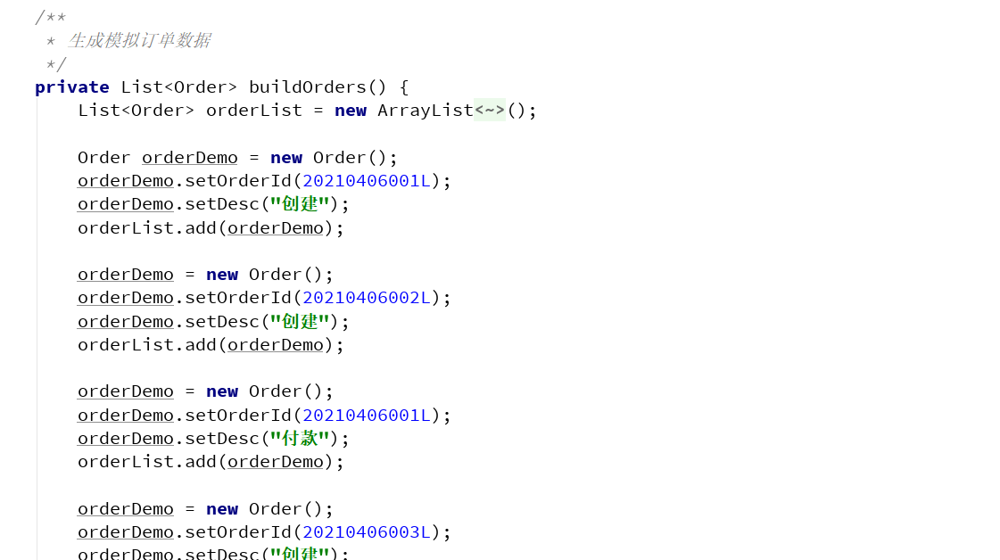 /**
 * 生成模拟订单数据
 */
private List<Order> buildOrders() {
    List<Order> orderList = new ArrayList<~>();

    Order orderDemo = new Order();
    orderDemo.setOrderId(20210406001L);
    orderDemo.setDesc("创建");
    orderList.add(orderDemo);

    orderDemo = new Order();
    orderDemo.setOrderId(20210406002L);
    orderDemo.setDesc("创建");
    orderList.add(orderDemo);

    orderDemo = new Order();
    orderDemo.setOrderId(20210406001L);
    orderDemo.setDesc("付款");
    orderList.add(orderDemo);

    orderDemo = new Order();
    orderDemo.setOrderId(20210406003L);
    orderDemo.setDesc("创建");